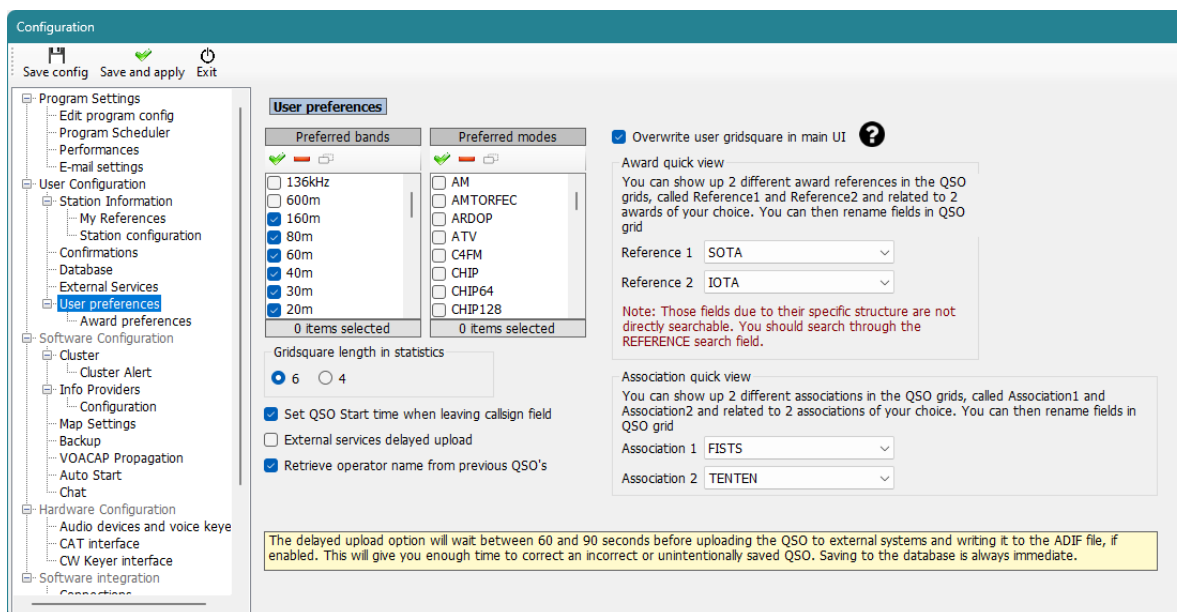 Configuration
Save config Save and apply Exit
Program Settings
Edit program config
Program Scheduler
Performances
E-mail settings
User Configuration
Station Information
My References
Station configuration
Confirmations
Database
External Services
User preferences
Award preferences
Software Configuration
Cluster
Cluster Alert
Info Providers
Configuration
Map Settings
Backup
VOACAP Propagation
Auto Start
Chat
Hardware Configuration
Audio devices and voice keye
CAT interface
CW Keyer interface
Software integration
Connections
User preferences
Preferred bands
136kHz
600m
160m
80m
60m
40m
30m
20m
0 items selected
Preferred modes
AM
AMTORFEC
ARDOP
ATV
C4FM
CHIP
CHIP64
CHIP128
0 items selected
Gridsquare length in statistics
6 4
Set QSO Start time when leaving callsign field
External services delayed upload
Retrieve operator name from previous QSO's
Overwrite user gridsquare in main UI ?
Award quick view
You can show up 2 different award references in the QSO
grids, called Reference1 and Reference2 and related to 2
awards of your choice. You can then rename fields in QSO
grid
Reference 1 SOTA
Reference 2 IOTA
Note: Those fields due to their specific structure are not
directly searchable. You should search through the
REFERENCE search field.
Association quick view
You can show up 2 different associations in the QSO grids, called Association1 and
Association2 and related to 2 associations of your choice. You can then rename fields in
QSO grid
Association 1 FISTS
Association 2 TENTEN
The delayed upload option will wait between 60 and 90 seconds before uploading the QSO to external systems and writing it to the ADIF file, if
enabled. This will give you enough time to correct an incorrect or unintentionally saved QSO. Saving to the database is always immediate.